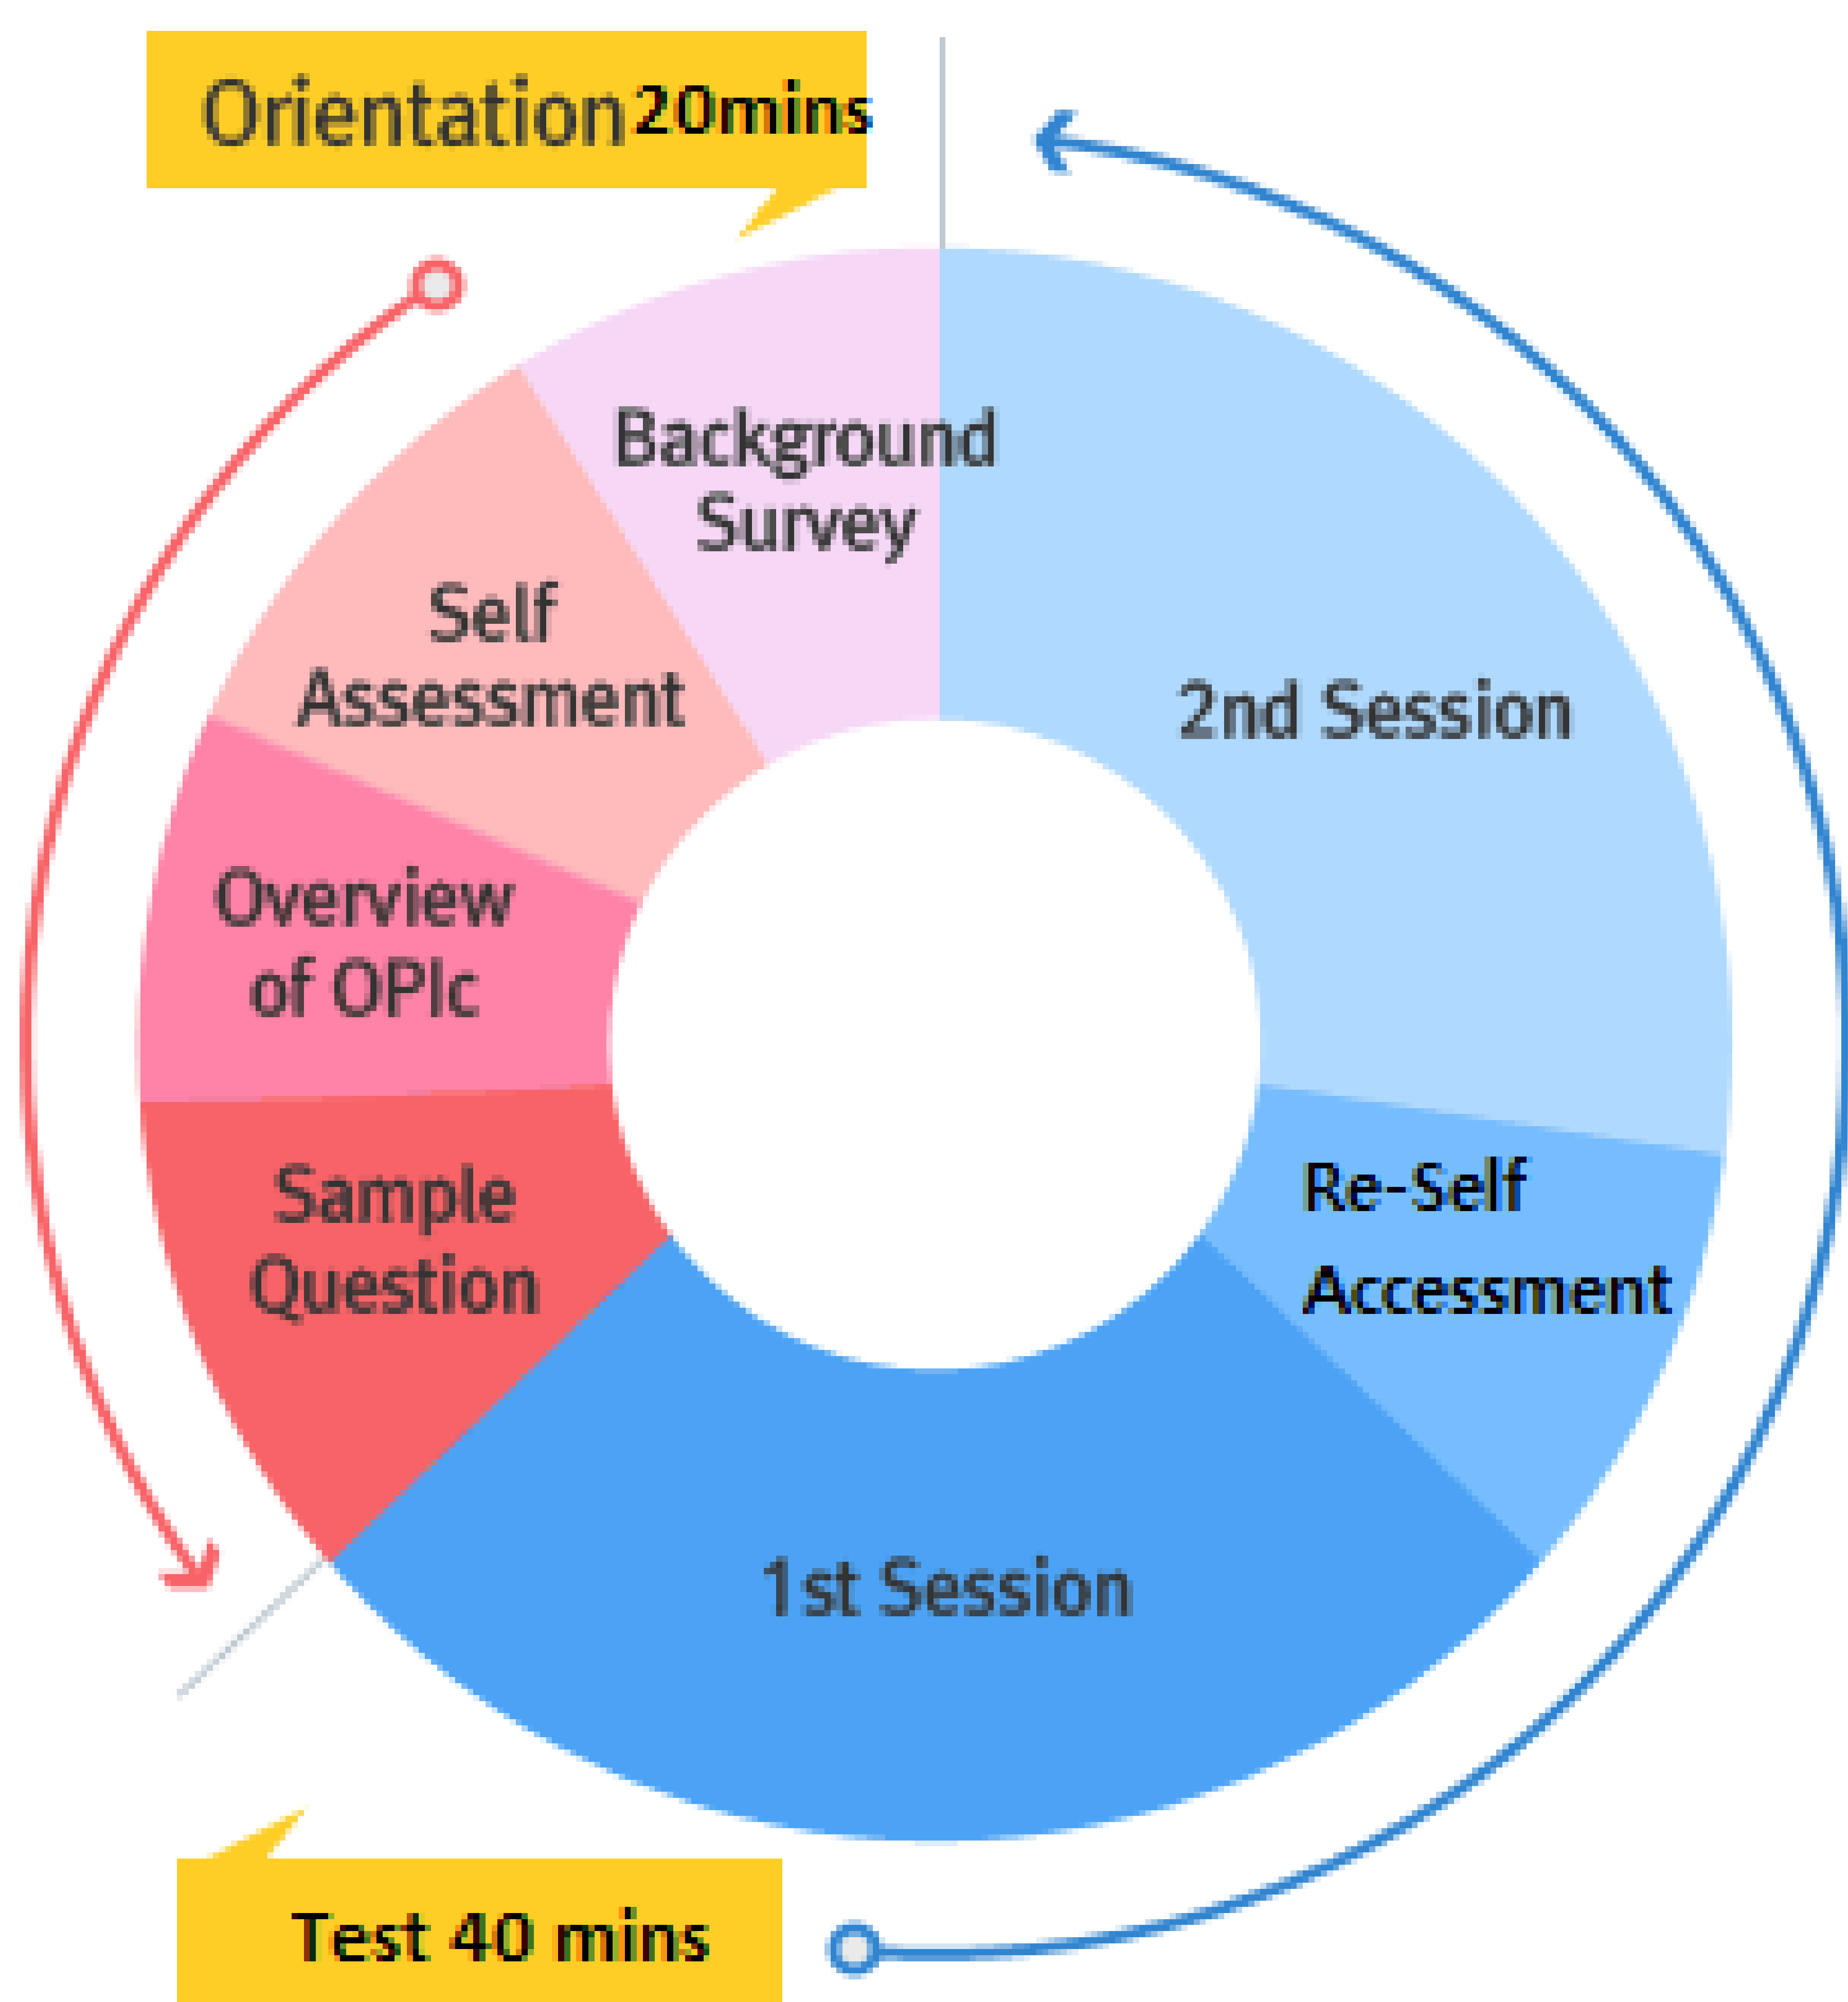 Orientation 20mins
Background
Survey
Self
Assessment
2nd Session
Overview
of OPIc
Sample
Question
Re-Self
Accessment
1st Session
Test 40 mins